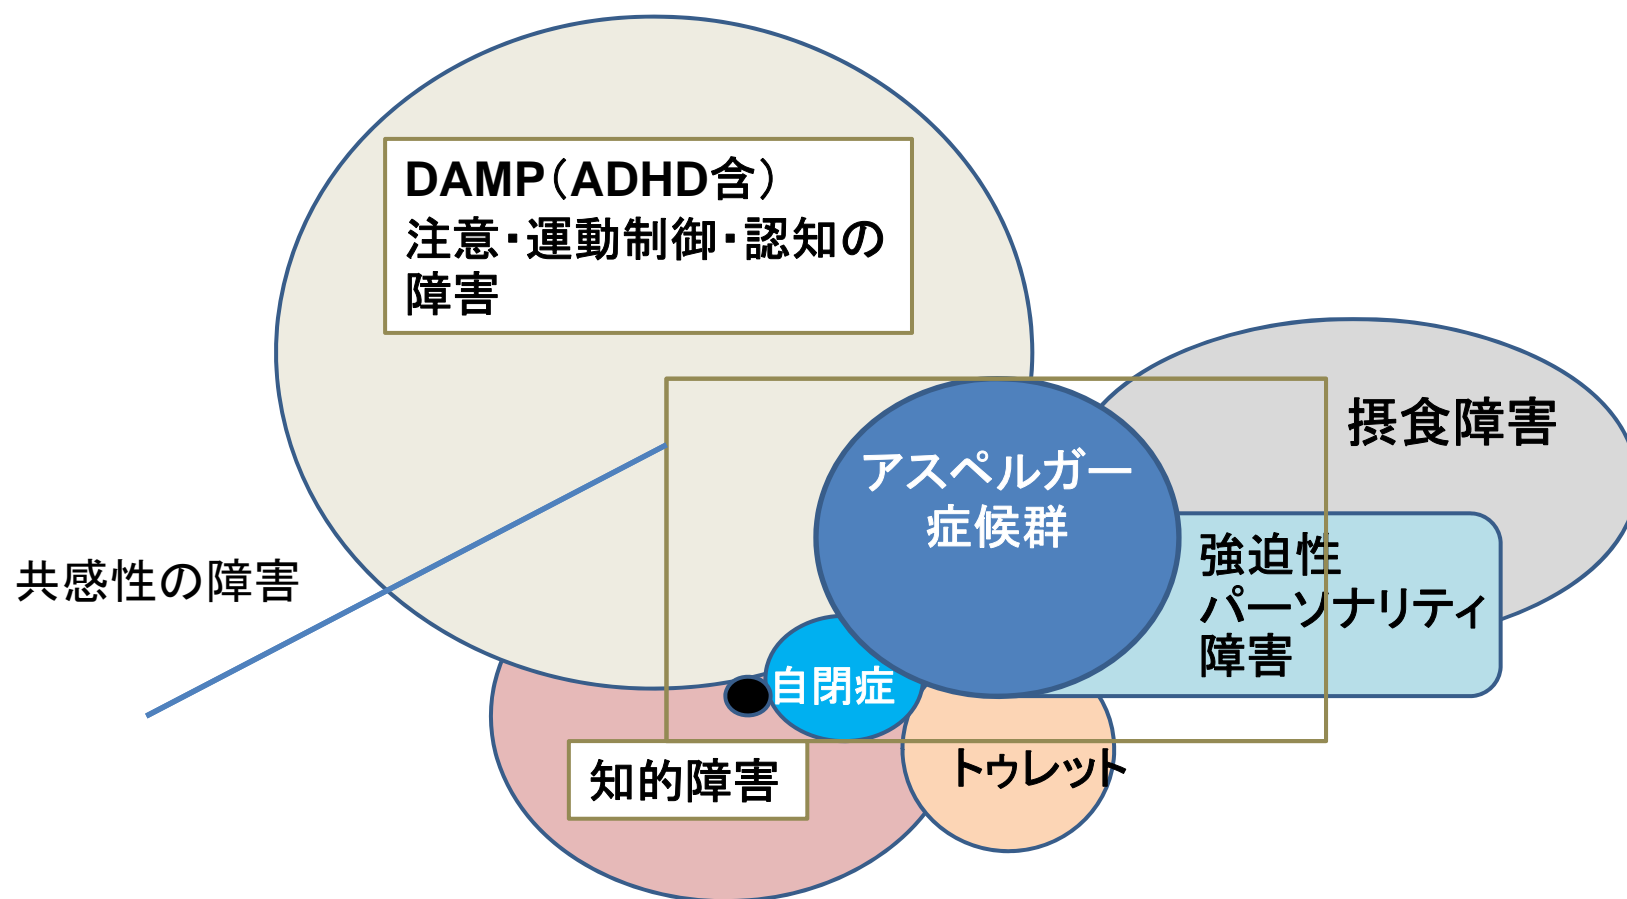 DAMP（ADHD含）
注意・運動制御・認知の
障害
摂食障害
アスペルガー
症候群
強迫性
パーソナリティ
障害
共感性の障害
自閉症
トゥレット
知的障害